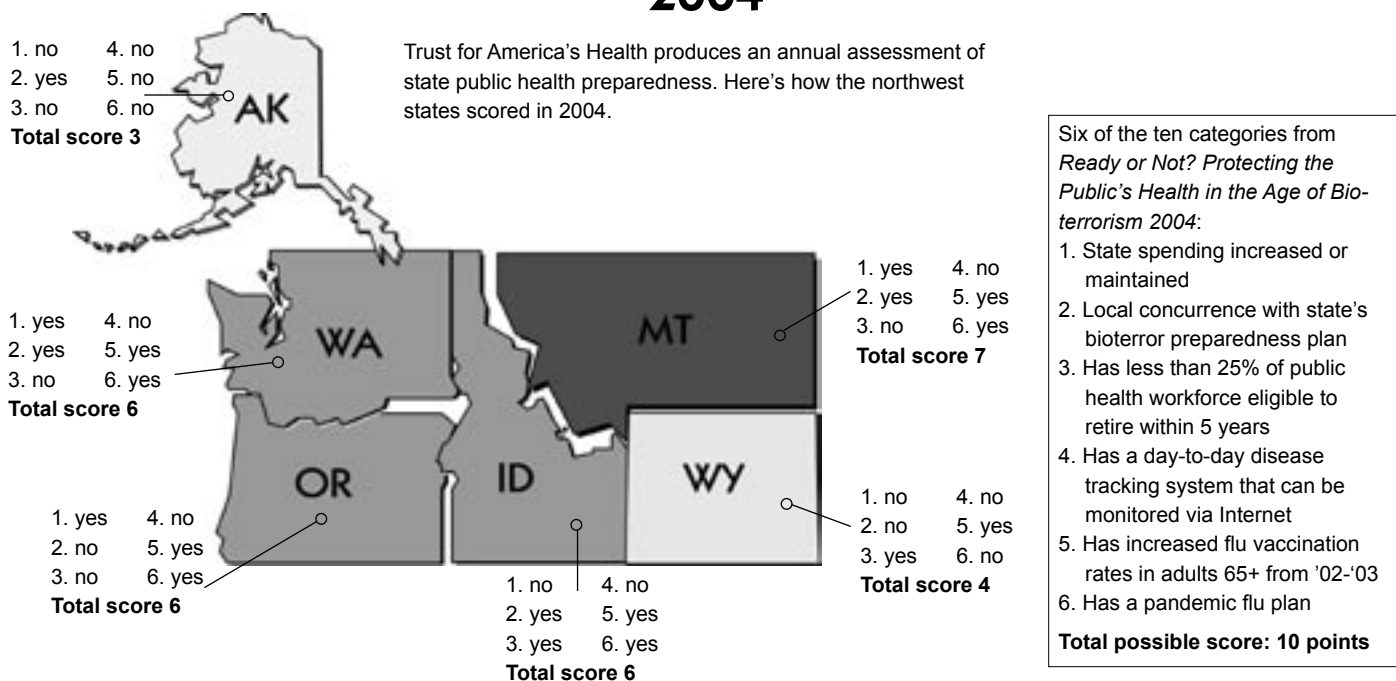 2004
Trust for America's Health produces an annual assessment of
state public health preparedness. Here's how the northwest
states scored in 2004.
1. no 4. no
2. yes 5. no
3. no 6. no
Total score 3
AK
1. yes 4. no
2. yes 5. yes
3. no 6. yes
Total score 6
WA
MT
1. yes 4. no
2. yes 5. yes
3. no 6. yes
Total score 7
1. yes 4. no
2. no 5. yes
3. no 6. yes
Total score 6
OR
ID
1. no 4. no
2. yes 5. yes
3. yes 6. yes
Total score 6
WY
1. no 4. no
2. no 5. yes
3. yes 6. no
Total score 4
Six of the ten categories from
Ready or Not? Protecting the
Public's Health in the Age of Bio-
terrorism 2004:
1. State spending increased or
maintained
2. Local concurrence with state's
bioterror preparedness plan
3. Has less than 25% of public
health workforce eligible to
retire within 5 years
4. Has a day-to-day disease
tracking system that can be
monitored via Internet
5. Has increased flu vaccination
rates in adults 65+ from '02-'03
6. Has a pandemic flu plan
Total possible score: 10 points